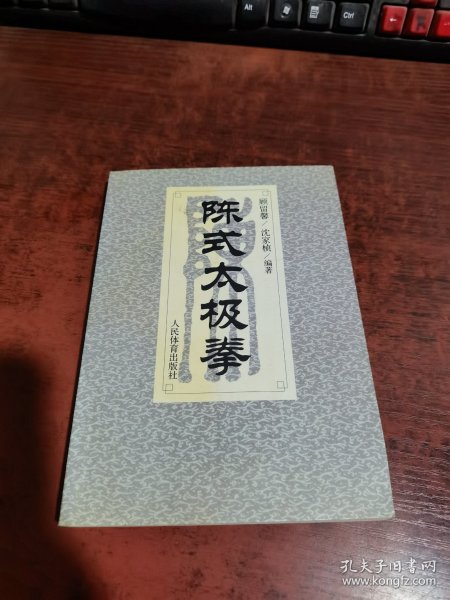 Alt
Ctrl
陈式太极拳
顾留馨/沈家桢/编著
人民体育出版社
孔夫子旧书网
www.kongfz.com